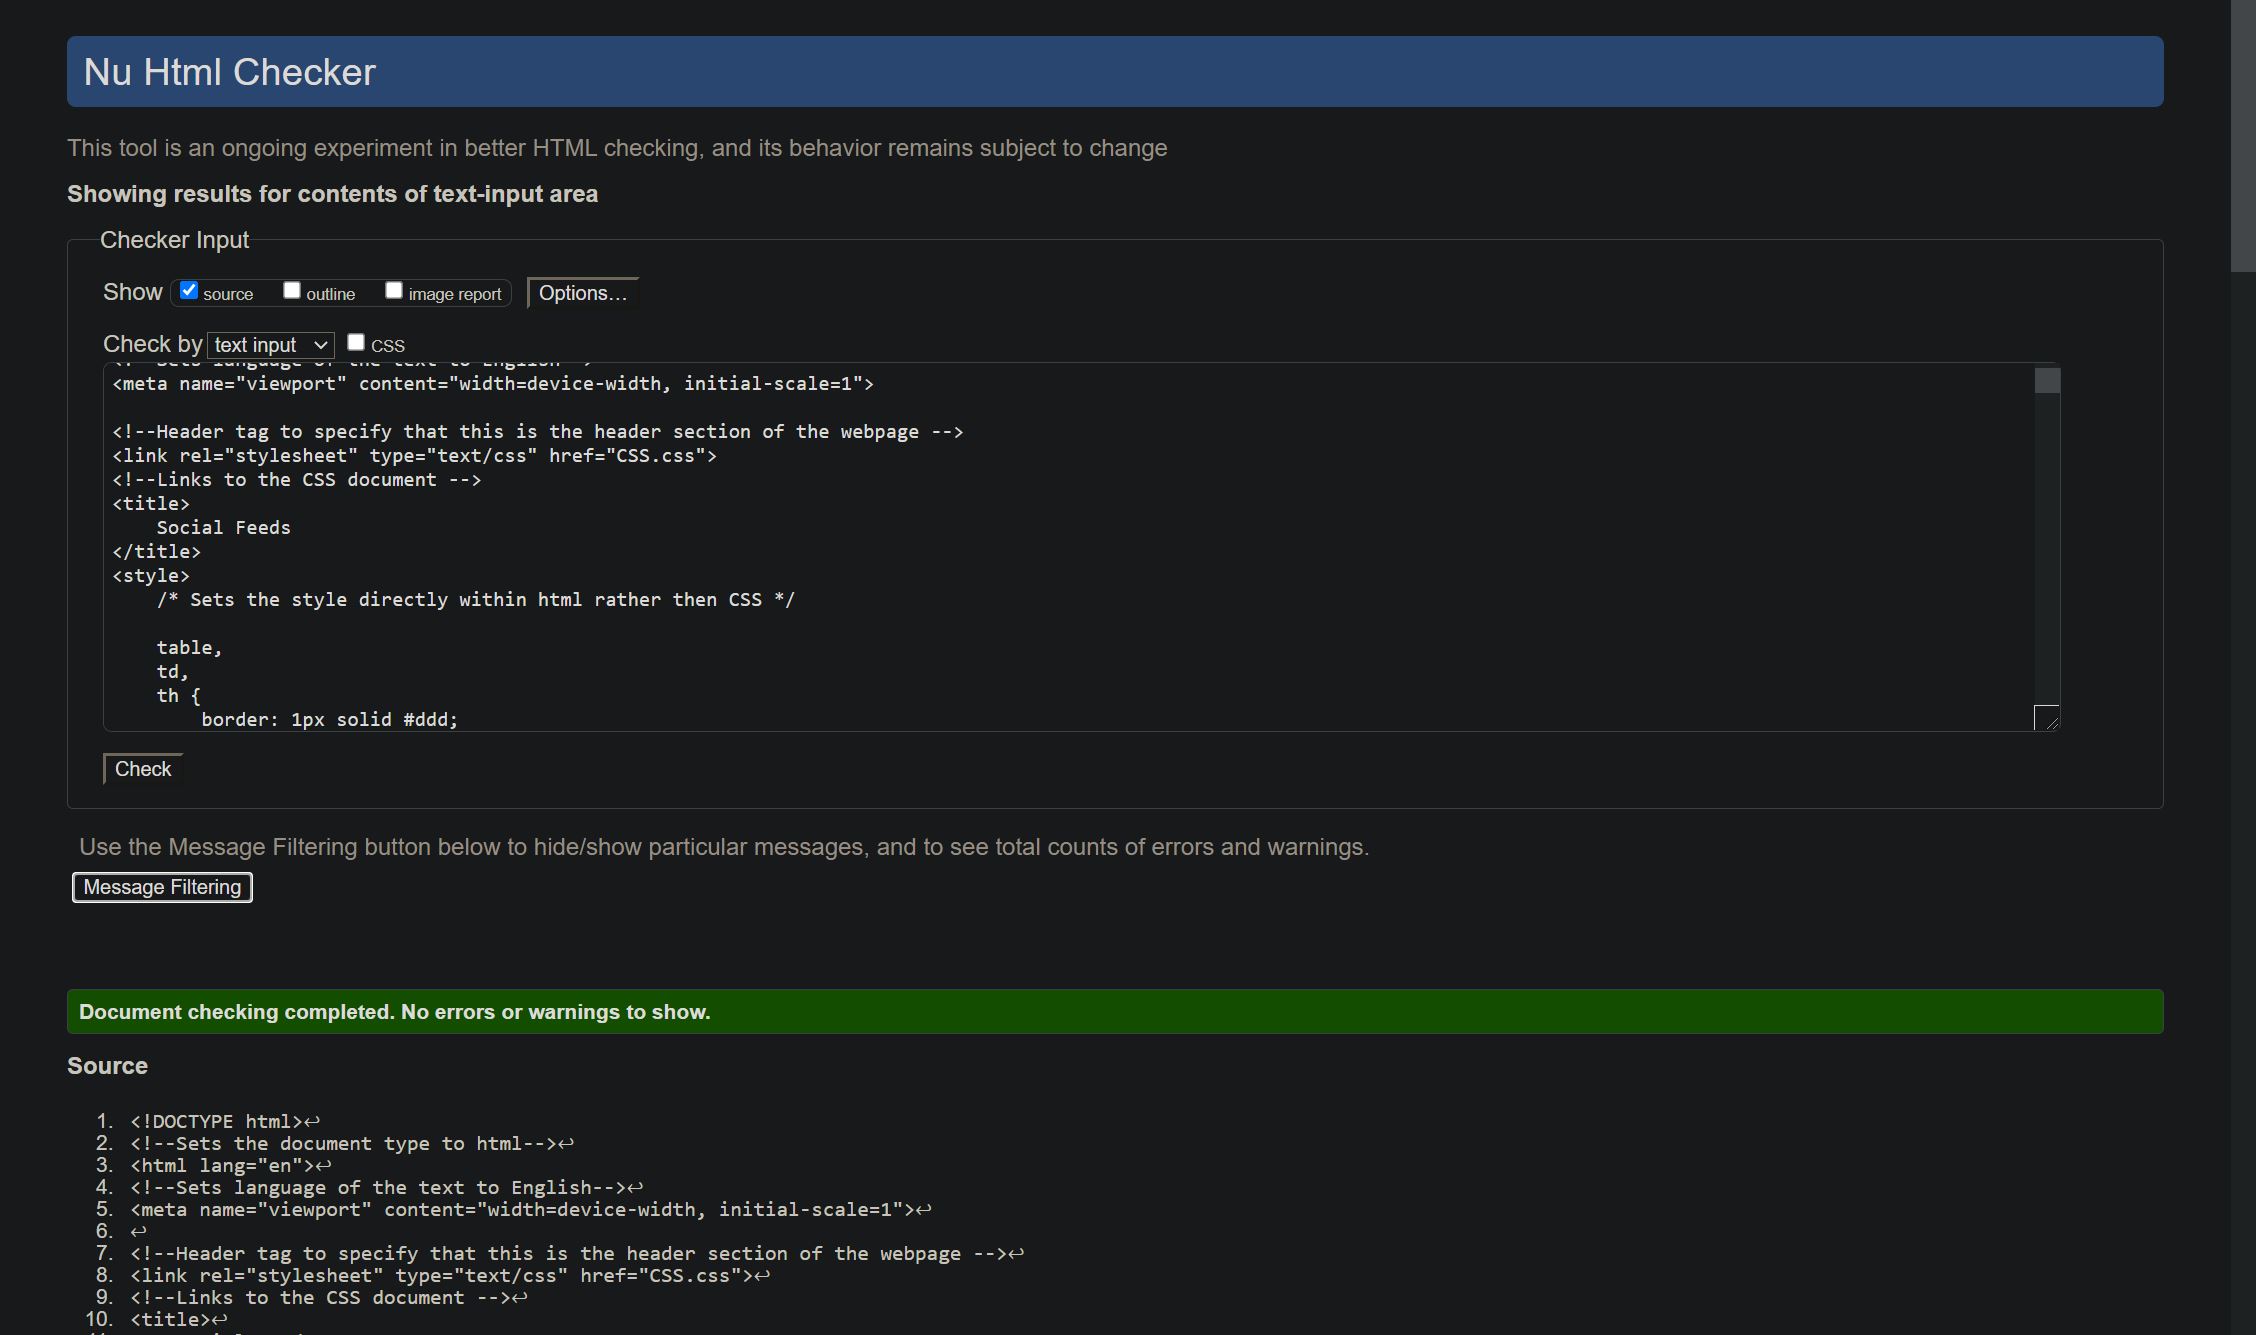 Nu Html Checker
This tool is an ongoing experiment in better HTML checking, and its behavior remains subject to change
Showing results for contents of text-input area
Checker Input
Show source outline image report Options...
Check by text input CSS
<!--Sets language of the text to English-->
<meta name="viewport" content="width=device-width, initial-scale=1">
<!--Header tag to specify that this is the header section of the webpage -->
<link rel="stylesheet" type="text/css" href="CSS.css">
<!--Links to the CSS document -->
<title>
Social Feeds
</title>
<style>
/* Sets the style directly within html rather then CSS */
table,
td,
th {
border: 1px solid #ddd;
Check
Use the Message Filtering button below to hide/show particular messages, and to see total counts of errors and warnings.
Message Filtering
Document checking completed. No errors or warnings to show.
Source
1. <!DOCTYPE html>↩
2. <!--Sets the document type to html-->↩
3. <html lang="en">↩
4. <!--Sets language of the text to English-->↩
5. <meta name="viewport" content="width=device-width, initial-scale=1">↩
6. ↩
7. <!--Header tag to specify that this is the header section of the webpage -->↩
8. <link rel="stylesheet" type="text/css" href="CSS.css">↩
9. <!--Links to the CSS document -->↩
10. <title>↩